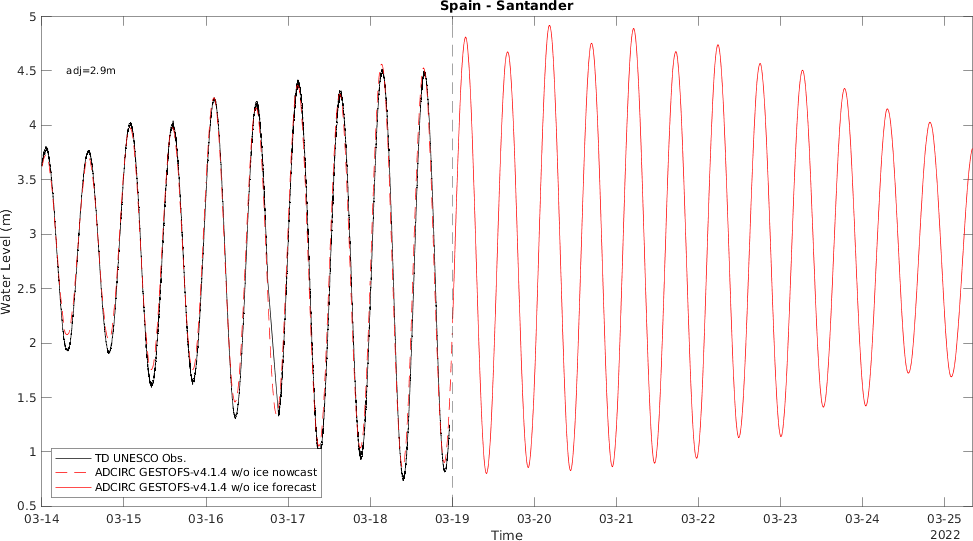 Spain - Santander
5
4.5
4
3.5
3
2.5
2
1.5
1
0.5
Water Level (m)
adj=2.9m
TD UNESCO Obs.
ADCIRC GESTOFS-v4.1.4 w/o ice nowcast
ADCIRC GESTOFS-v4.1.4 w/o ice forecast
03-14 03-15 03-16 03-17 03-18 03-19 03-20 03-21 03-22 03-23 03-24 03-25
Time
2022